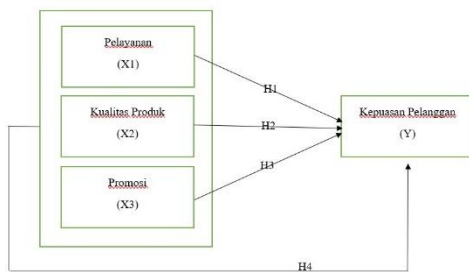 Pelayanan
(X1)
H1
Kualitas Produk
(X2)
H2
Kepuasan Pelanggan
(Y)
H3
Promosi
(X3)
H4